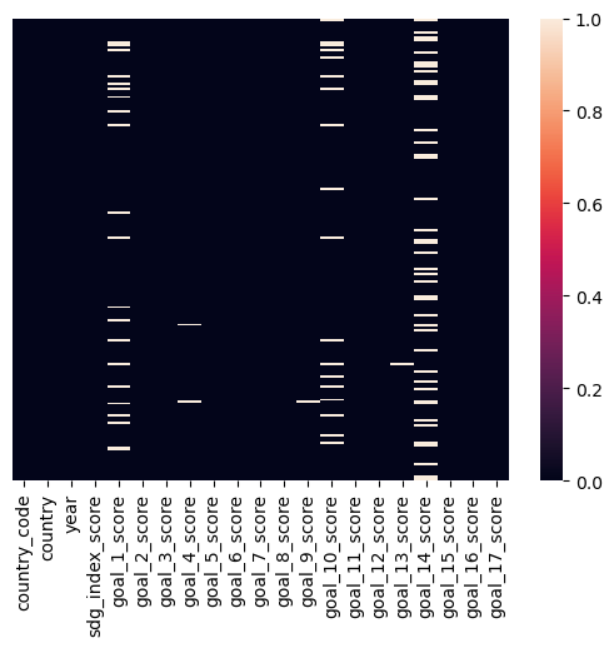 1.0
0.8
0.6
0.4
0.2
0.0
country_code
country
year
sdg_index_score
goal_1_score
goal_2_score
goal_3_score
goal_4_score
goal_5_score
goal_6_score
goal_7_score
goal_8_score
goal_9_score
goal_10_score
goal_11_score
goal_12_score
goal_13_score
goal_14_score
goal_15_score
goal_16_score
goal_17_score